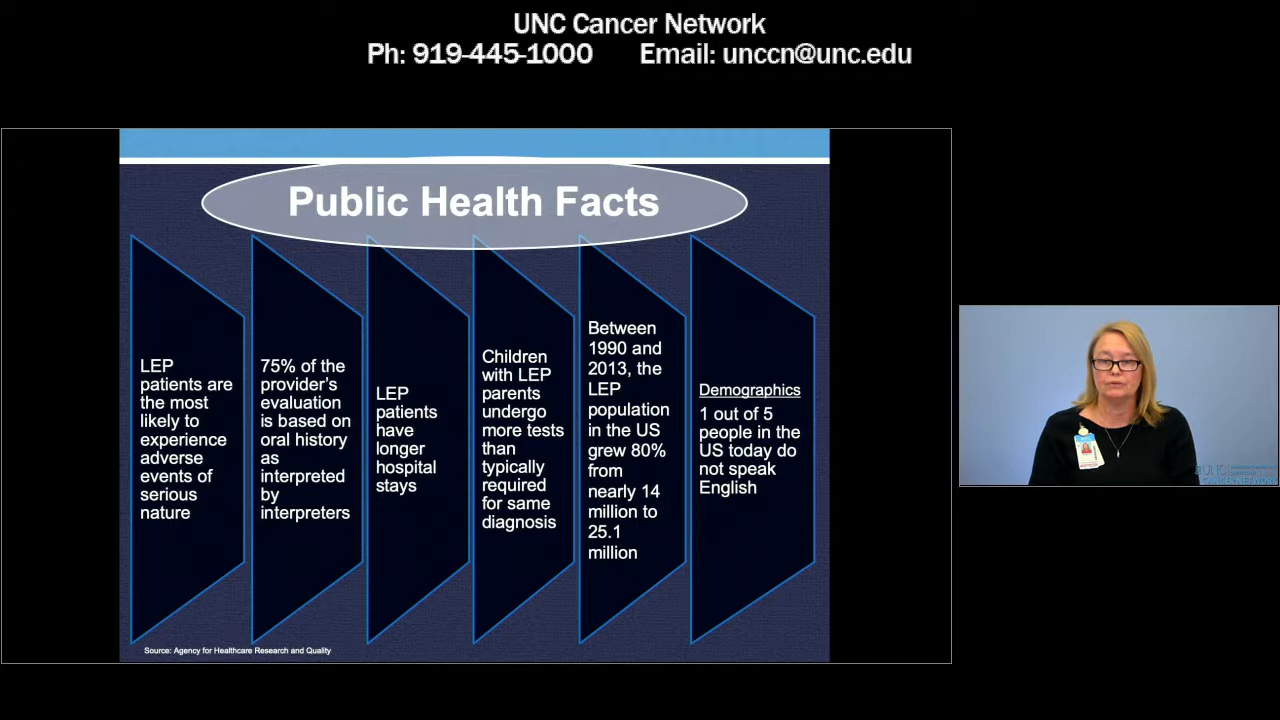 UNC Cancer Network
Ph: 919-445-1000 Email: unccn@unc.edu
Public Health Facts
LEP
patients are
the most
likely to
experience
adverse
events of
serious
nature
75% of the
provider's
evaluation
is based on
oral history
as
interpreted
by
interpreters
LEP
patients
have
longer
hospital
stays
Children
with LEP
parents
undergo
more tests
than
typically
required
for same
diagnosis
Between
1990 and
2013, the
LEP
population
in the US
grew 80%
from
nearly 14
million to
25.1
million
Demographics
1 out of 5
people in the
US today do
not speak
English
Source: Agency for Healthcare Research and Quality
UNC
CANCER NETWORK